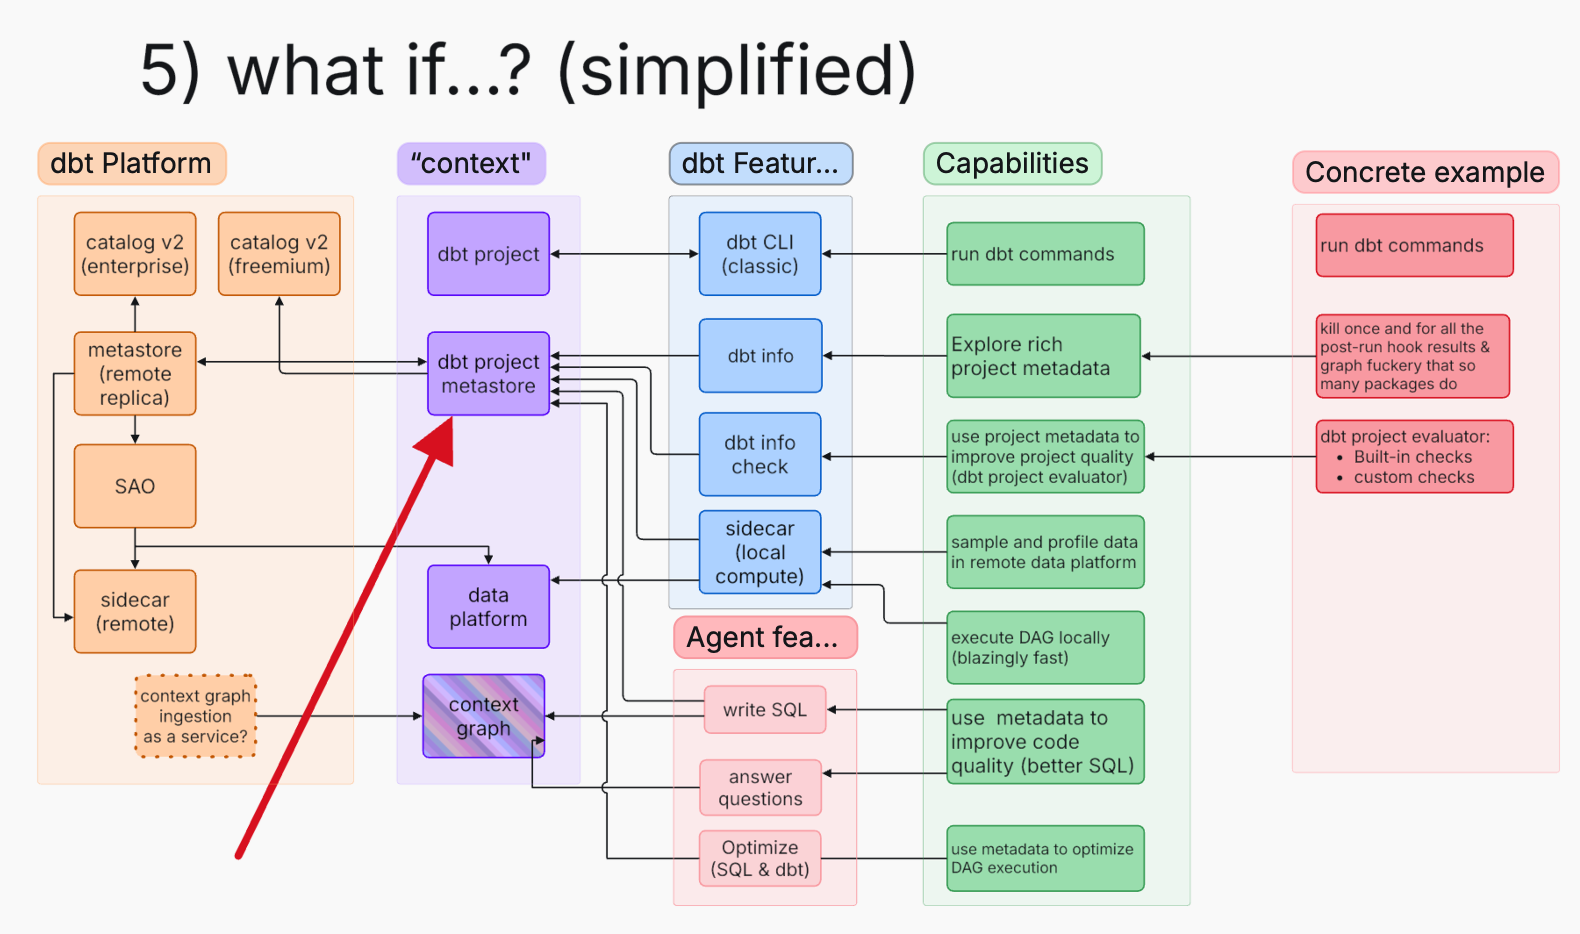 5) what if...? (simplified)
dbt Platform
catalog v2
(enterprise)
catalog v2
(freemium)
metastore
(remote
replica)
SAO
sidecar
(remote)
context graph
ingestion
as a service?
“context"
dbt project
dbt project
metastore
data
platform
context
graph
dbt Featur...
dbt CLI
(classic)
dbt info
dbt info
check
sidecar
(local
compute)
Agent fea...
write SQL
answer
questions
Optimize
(SQL & dbt)
Capabilities
run dbt commands
Explore rich
project metadata
use project metadata to
improve project quality
(dbt project evaluator)
sample and profile data
in remote data platform
execute DAG locally
(blazingly fast)
use  metadata to
improve code
quality (better SQL)
use metadata to optimize
DAG execution
Concrete example
run dbt commands
kill once and for all the
post-run hook results &
graph fuckery that so
many packages do
dbt project evaluator:
• Built-in checks
• custom checks